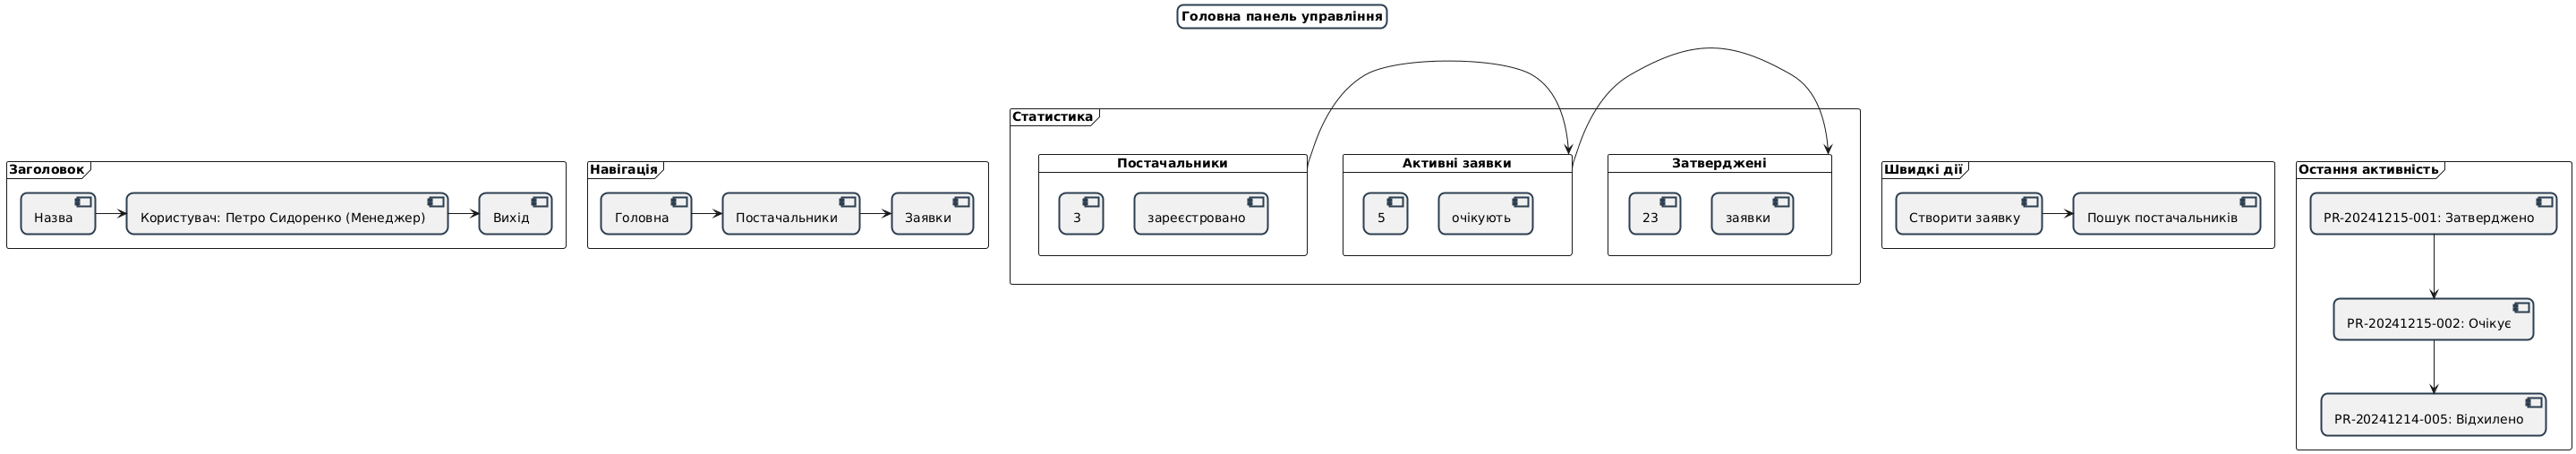 Головна панель управління
Заголовок
Назва
Користувач: Петро Сидоренко (Менеджер)
Вихід
Навігація
Головна
Постачальники
Заявки
Статистика
Постачальники
3
зареєстровано
Активні заявки
5
очікують
Затверджені
23
заявки
Швидкі дії
Створити заявку
Пошук постачальників
Остання активність
PR-20241215-001: Затверджено
PR-20241215-002: Очікує
PR-20241214-005: Відхилено